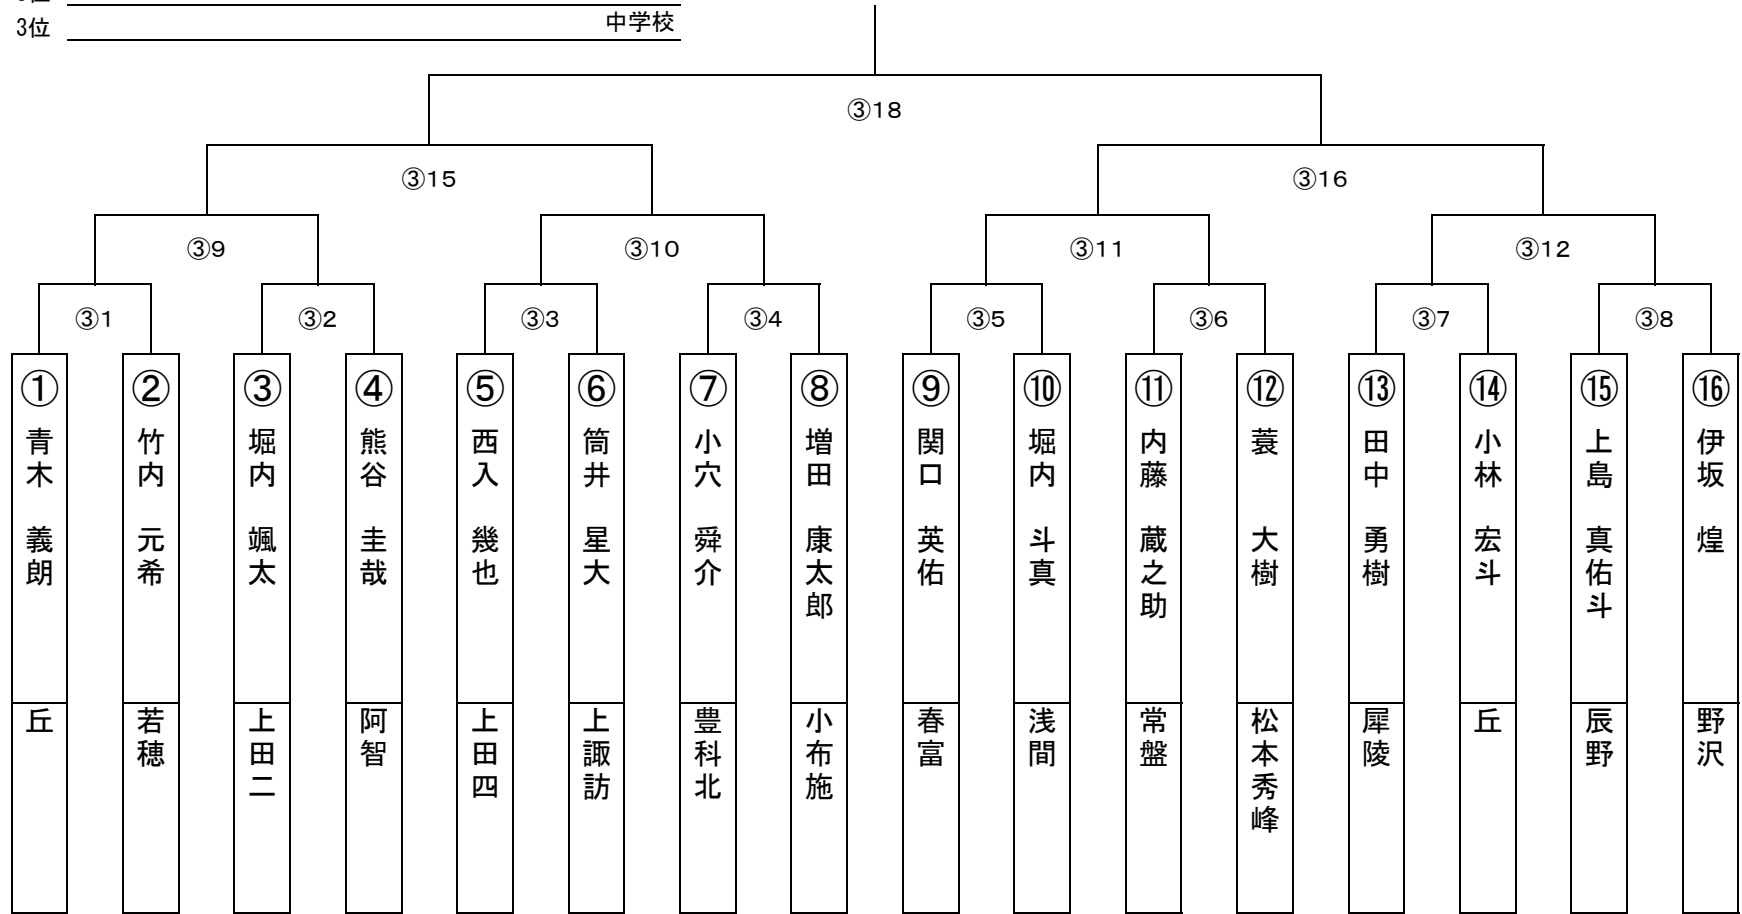 3位 中学校
③18
③15 ③16
③9 ③10 ③11 ③12
③1 ③2 ③3 ③4 ③5 ③6 ③7 ③8
① 青木 義朗 丘
② 竹内 元希 若穂
③ 堀内 颯太 上田二
④ 熊谷 圭哉 阿智
⑤ 西入 幾也 上田四
⑥ 筒井 星大 上諏訪
⑦ 小穴 舜介 豊科北
⑧ 増田 康太郎 小布施
⑨ 関口 英佑 春富
⑩ 堀内 斗真 浅間
⑪ 内藤 蔵之助 常盤
⑫ 蓑 大樹 松本秀峰
⑬ 田中 勇樹 犀陵
⑭ 小林 宏斗 丘
⑮ 上島 真佑斗 辰野
⑯ 伊坂 煌 野沢